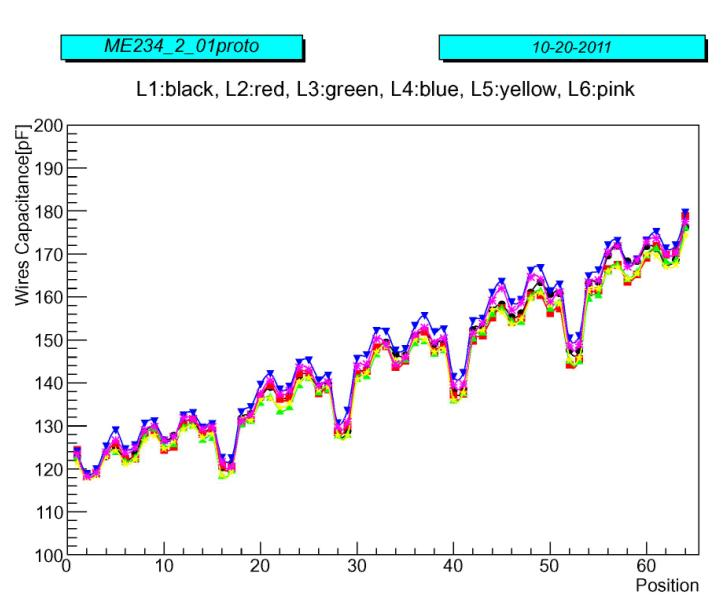 ME234_2_01proto
10-20-2011
L1:black, L2:red, L3:green, L4:blue, L5:yellow, L6:pink
Wires Capacitance[pF]
200
190
180
170
160
150
140
130
120
110
100
0 10 20 30 40 50 60
Position